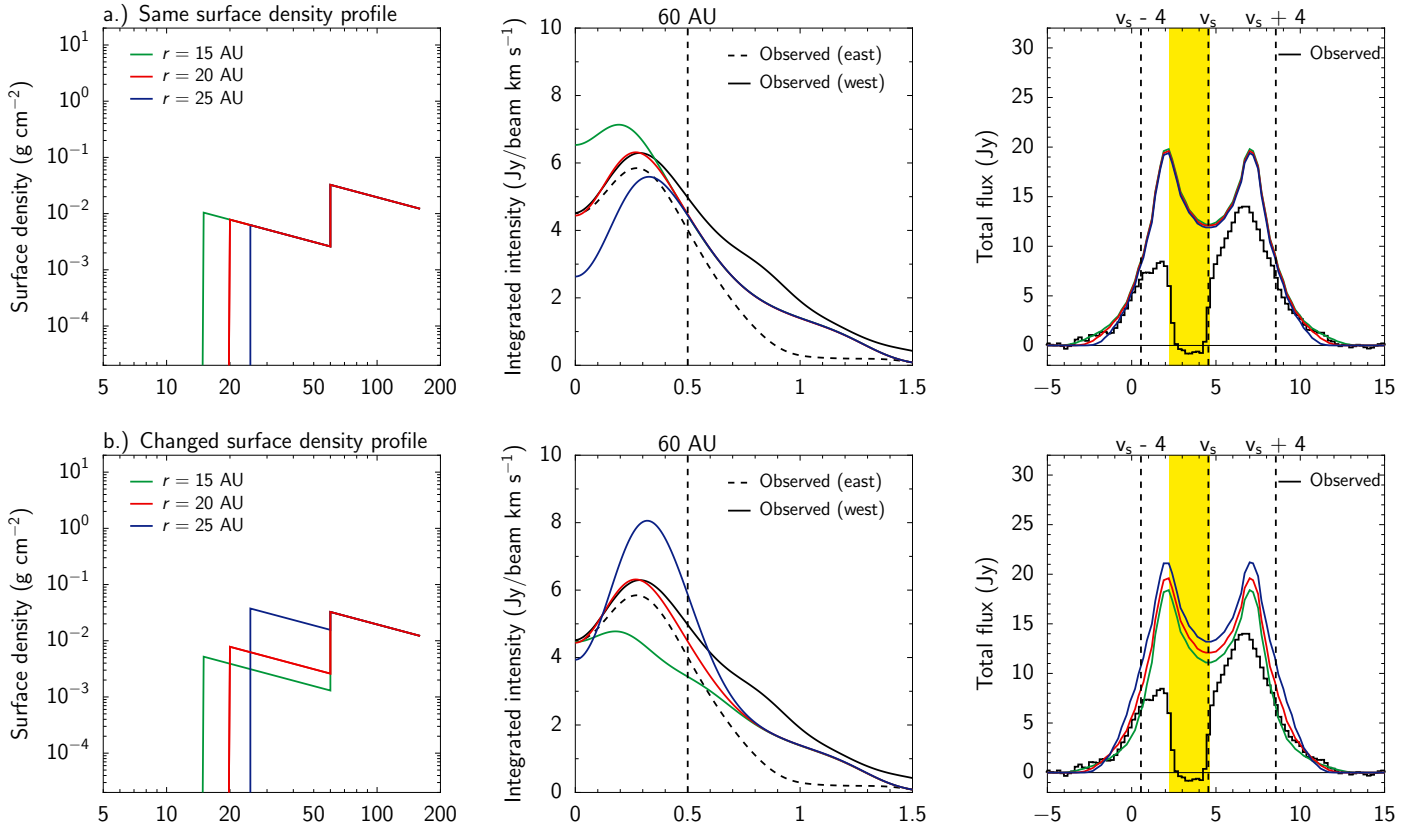 a.) Same surface density profile
Surface density (g cm⁻²)
10¹
10⁰
10⁻¹
10⁻²
10⁻³
10⁻⁴
r = 15 AU
r = 20 AU
r = 25 AU
5 10 20 50 100 200
60 AU
Integrated intensity (Jy/beam km s⁻¹)
10
8
6
4
2
0
Observed (east)
Observed (west)
0 0.5 1 1.5
vₛ - 4 vₛ vₛ + 4
Total flux (Jy)
30
25
20
15
10
5
0
Observed
−5 0 5 10 15
b.) Changed surface density profile
Surface density (g cm⁻²)
10¹
10⁰
10⁻¹
10⁻²
10⁻³
10⁻⁴
r = 15 AU
r = 20 AU
r = 25 AU
5 10 20 50 100 200
60 AU
Integrated intensity (Jy/beam km s⁻¹)
10
8
6
4
2
0
Observed (east)
Observed (west)
0 0.5 1 1.5
vₛ - 4 vₛ vₛ + 4
Total flux (Jy)
30
25
20
15
10
5
0
Observed
−5 0 5 10 15